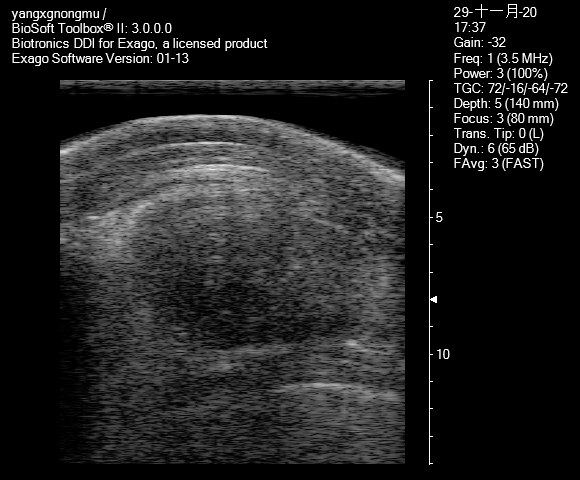 yangxgnongmu /
BioSoft Toolbox® II: 3.0.0.0
Biotronics DDI for Exago, a licensed product
Exago Software Version: 01-13
29-十一月-20
17:37
Gain: -32
Freq: 1 (3.5 MHz)
Power: 3 (100%)
TGC: 72/-16/-64/-72
Depth: 5 (140 mm)
Focus: 3 (80 mm)
Trans. Tip: 0 (L)
Dyn.: 6 (65 dB)
FAvg: 3 (FAST)
5
10